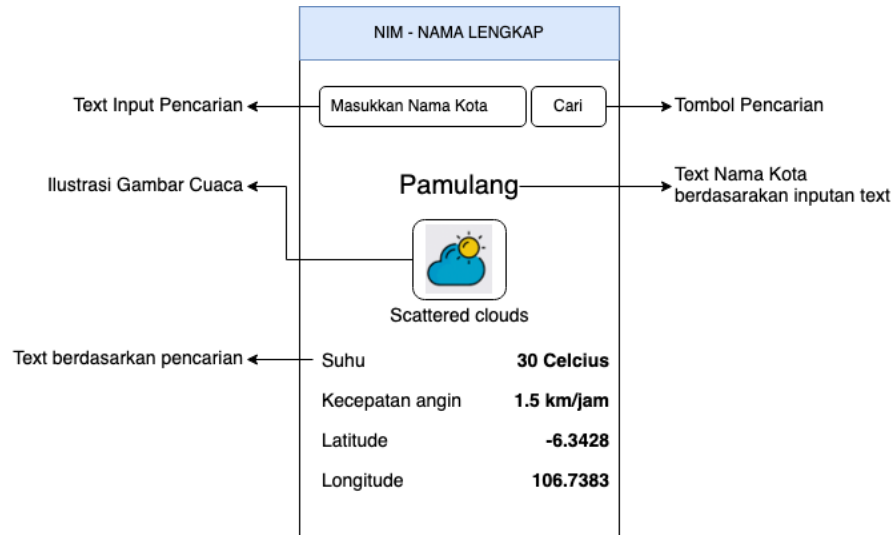 NIM - NAMA LENGKAP
Text Input Pencarian
Masukkan Nama Kota
Cari
Tombol Pencarian
Ilustrasi Gambar Cuaca
Pamulang
Text Nama Kota
berdasarakan inputan text
Scattered clouds
Text berdasarkan pencarian
Suhu
30 Celcius
Kecepatan angin
1.5 km/jam
Latitude
-6.3428
Longitude
106.7383